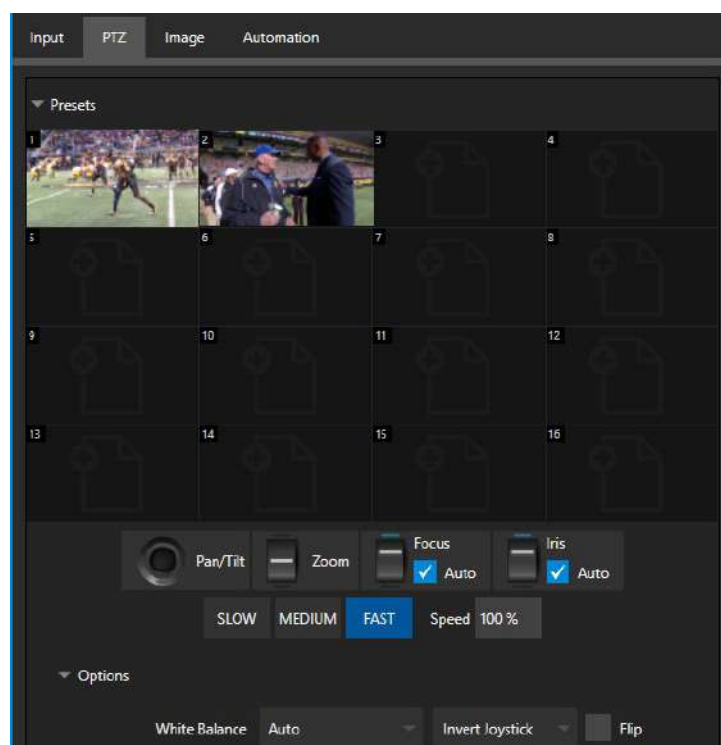 Input PTZ Image Automation
Presets
1 2 3 4
5 6 7 8
9 10 11 12
13 14 15 16
Pan/Tilt Zoom Focus Auto Iris Auto
SLOW MEDIUM FAST Speed 100 %
Options
White Balance Auto Invert Joystick Flip